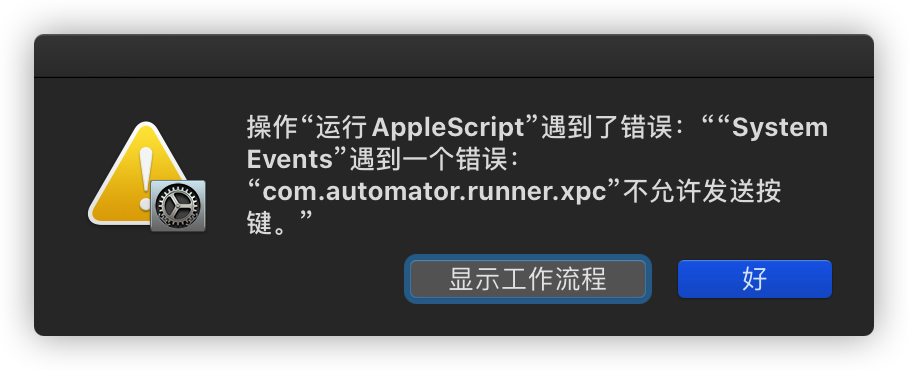 操作“运行 AppleScript”遇到了错误：““System
Events”遇到一个错误：
“com.automator.runner.xpc”不允许发送按
键。”
显示工作流程
好